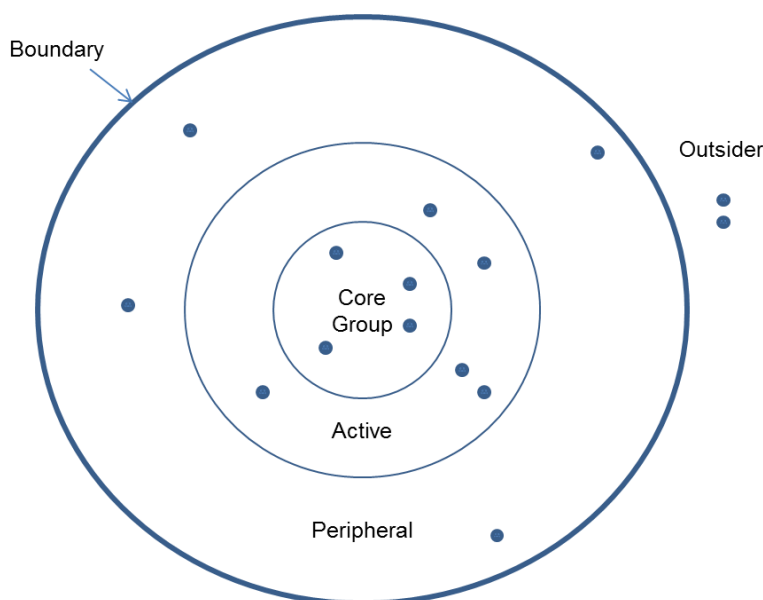 Boundary
Outsider
Core
Group
Active
Peripheral